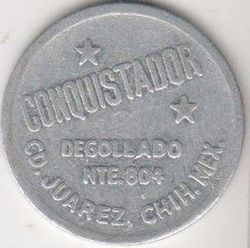 CONQUISTADOR
DEGOLLADO
NTE. 804
CD. JUAREZ, CHIH. MEX.